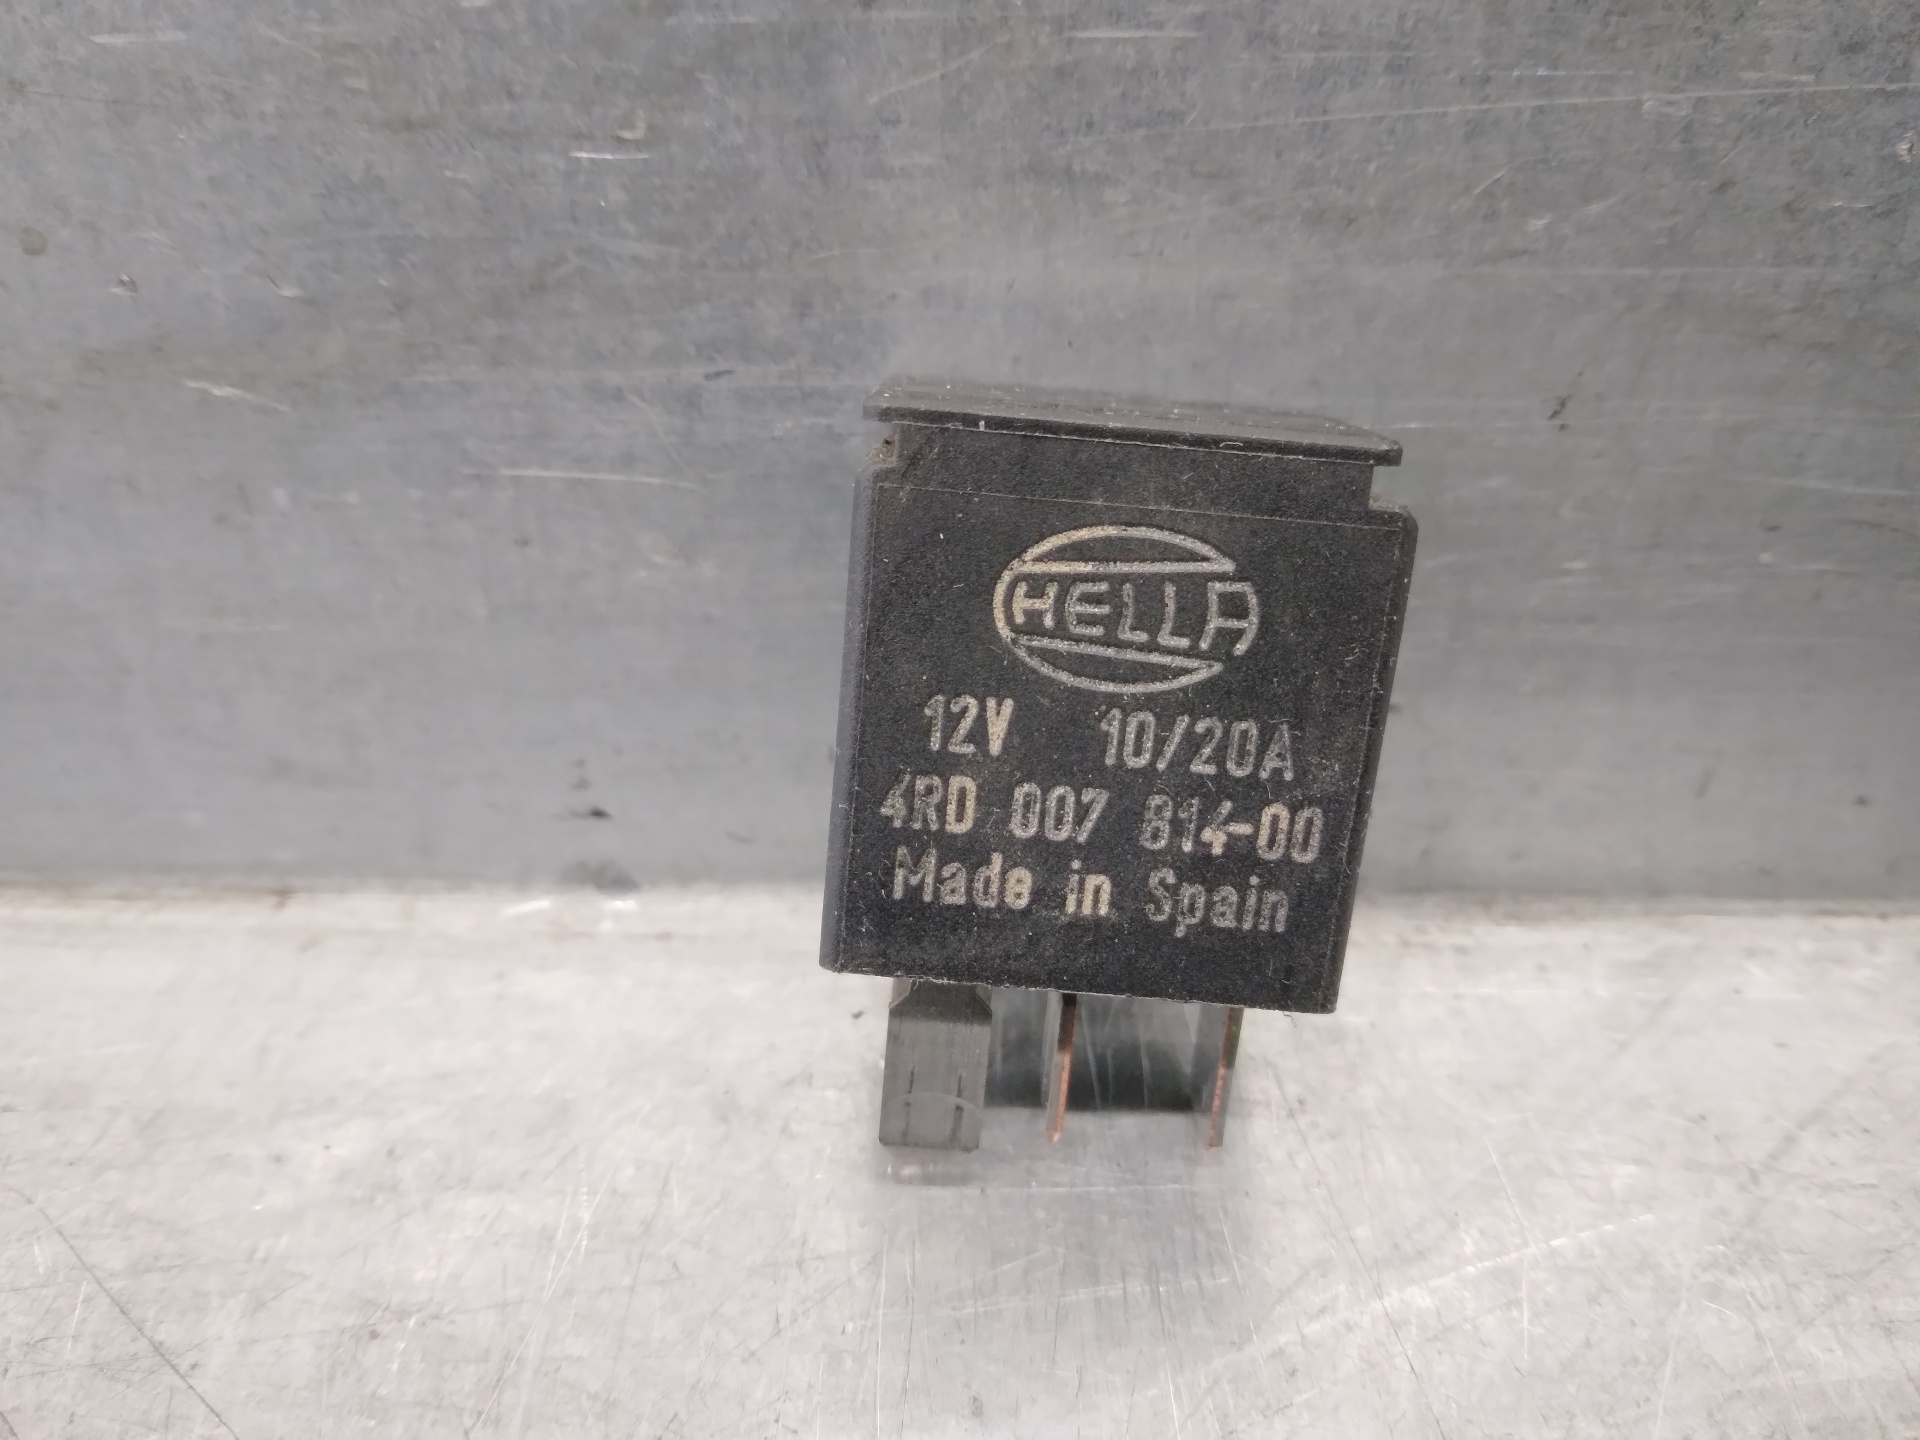 HELLA
12V 10/20A
4RD 007 814-00
Made in Spain